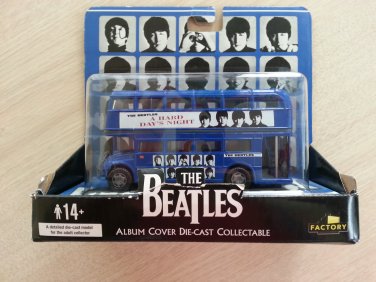 THE BEATLES
A HARD
DAY'S NIGHT
THE BEATLES
THE
BEATLES
ALBUM COVER DIE-CAST COLLECTABLE
14+
A detailed die-cast model
for the adult collector
FACTORY